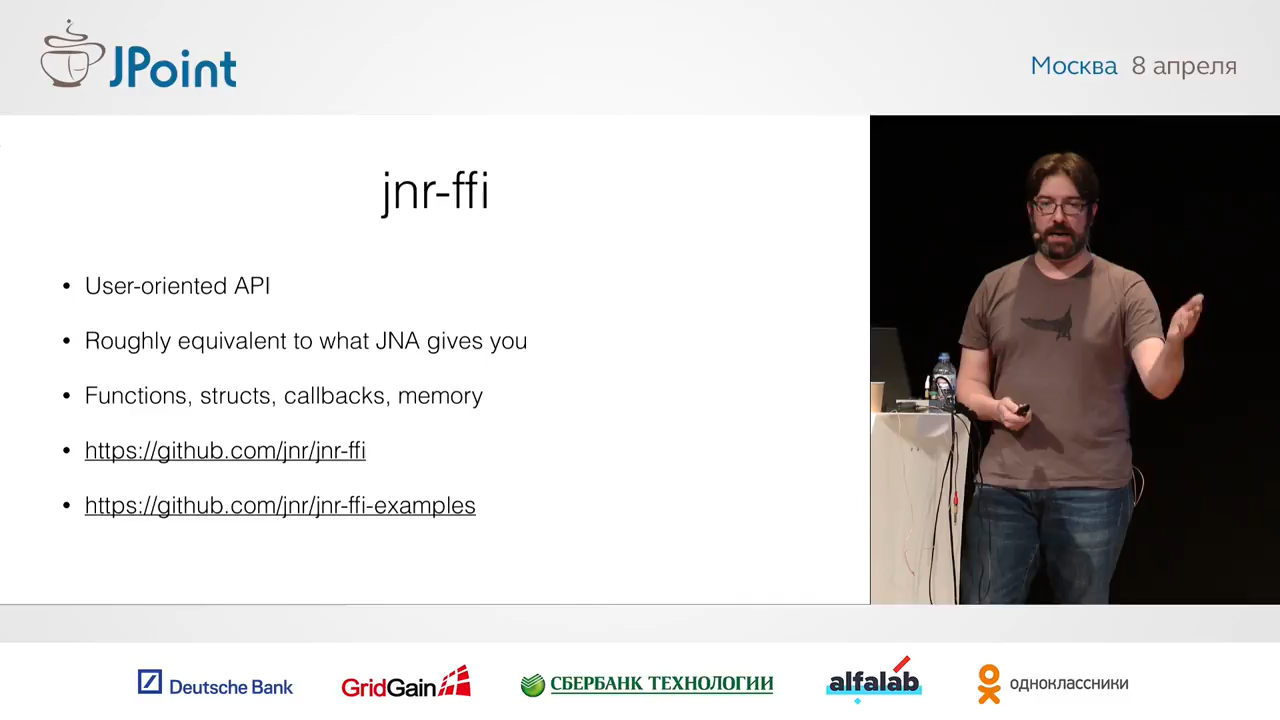 JPoint
Москва 8 апреля
jnr-ffi
• User-oriented API
• Roughly equivalent to what JNA gives you
• Functions, structs, callbacks, memory
• https://github.com/jnr/jnr-ffi
• https://github.com/jnr/jnr-ffi-examples
Deutsche Bank
GridGain
СБЕРБАНК ТЕХНОЛОГИИ
alfalab
одноклассники